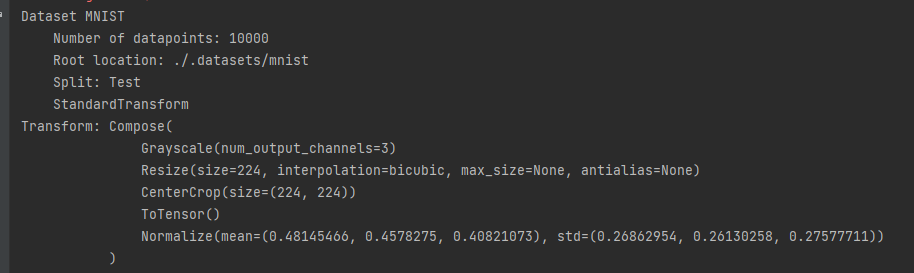 Dataset MNIST
Number of datapoints: 10000
Root location: ./.datasets/mnist
Split: Test
StandardTransform
Transform: Compose(
Grayscale(num_output_channels=3)
Resize(size=224, interpolation=bicubic, max_size=None, antialias=None)
CenterCrop(size=(224, 224))
ToTensor()
Normalize(mean=(0.48145466, 0.4578275, 0.40821073), std=(0.26862954, 0.26130258, 0.27577711))
)